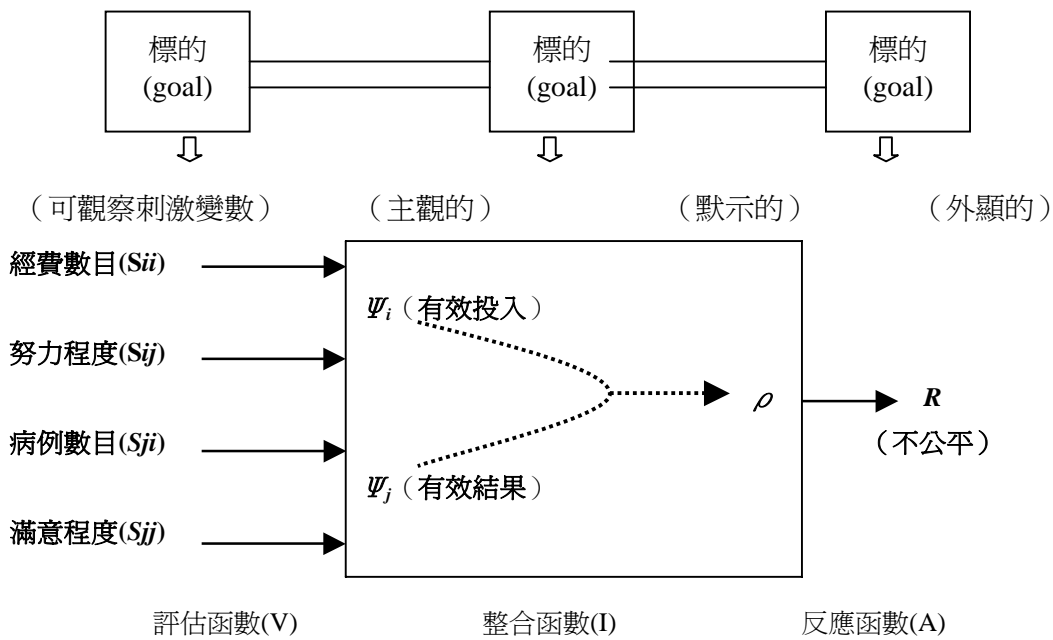 標的
(goal)
標的
(goal)
標的
(goal)
（可觀察刺激變數）
（主觀的）
（默示的）
（外顯的）
經費數目(Sii)
努力程度(Sij)
病例數目(Sji)
滿意程度(Sjj)
Ψi（有效投入）
Ψj（有效結果）
ρ
R
（不公平）
評估函數(V)
整合函數(I)
反應函數(A)